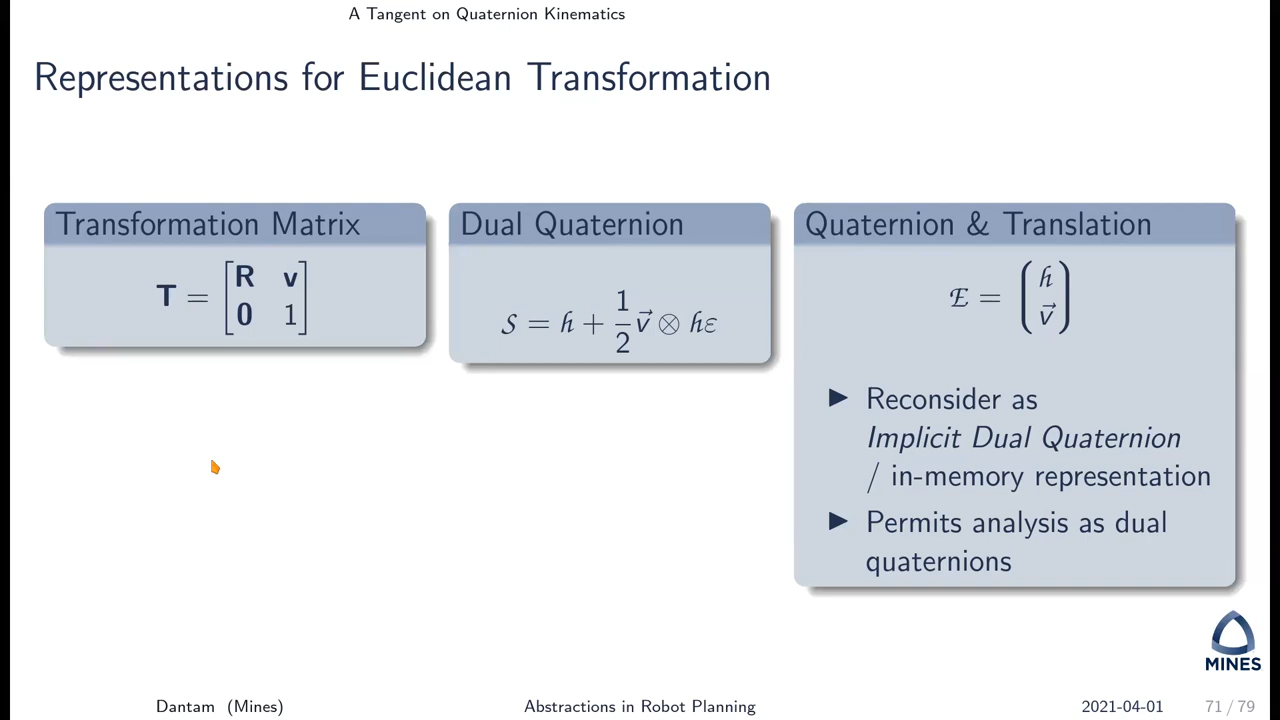 A Tangent on Quaternion Kinematics
Representations for Euclidean Transformation
Transformation Matrix
T = [R v
0 1]
Dual Quaternion
𝒮 = 𝒽 + 1/2 v⃗ ⊗ 𝒽ε
Quaternion & Translation
ℰ = (𝒽
v⃗)
▶ Reconsider as
Implicit Dual Quaternion
/ in-memory representation
▶ Permits analysis as dual
quaternions
MINES
Dantam (Mines) Abstractions in Robot Planning 2021-04-01 71 / 79